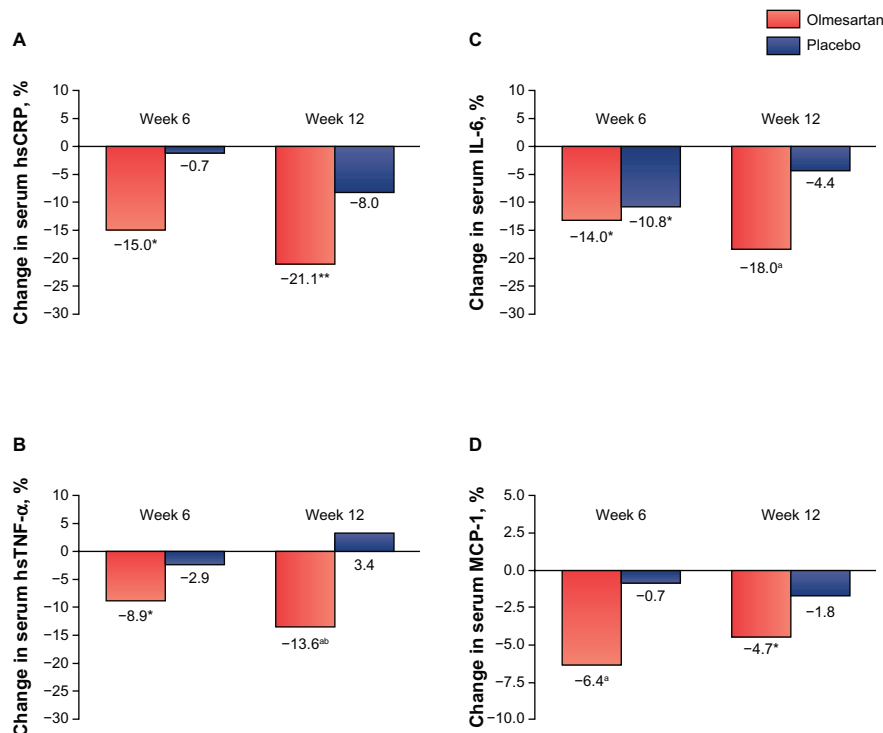 Olmesartan
Placebo
A
Change in serum hsCRP, %
10
5
0
−5
−10
−15
−20
−25
−30
Week 6
Week 12
−15.0*
−0.7
−21.1**
−8.0
C
Change in serum IL-6, %
10
5
0
−5
−10
−15
−20
−25
−30
Week 6
Week 12
−14.0*
−10.8*
−18.0ᵃ
−4.4
B
Change in serum hsTNF-α, %
10
5
0
−5
−10
−15
−20
−25
−30
Week 6
Week 12
−8.9*
−2.9
−13.6ᵃᵇ
3.4
D
Change in serum MCP-1, %
5.0
2.5
0.0
−2.5
−5.0
−7.5
−10.0
Week 6
Week 12
−6.4ᵃ
−0.7
−4.7*
−1.8